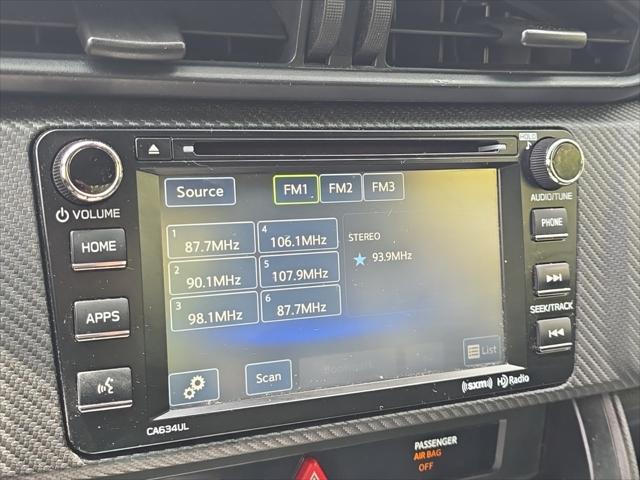 HOLD
VOLUME
AUDIO/TUNE
HOME
PHONE
APPS
SEEK/TRACK
Source
FM1 FM2 FM3
1 87.7MHz
4 106.1MHz
STEREO
93.9MHz
2 90.1MHz
5 107.9MHz
3 98.1MHz
6 87.7MHz
Scan
List
CA634UL
((sxm)) HD Radio
PASSENGER
AIR BAG
OFF